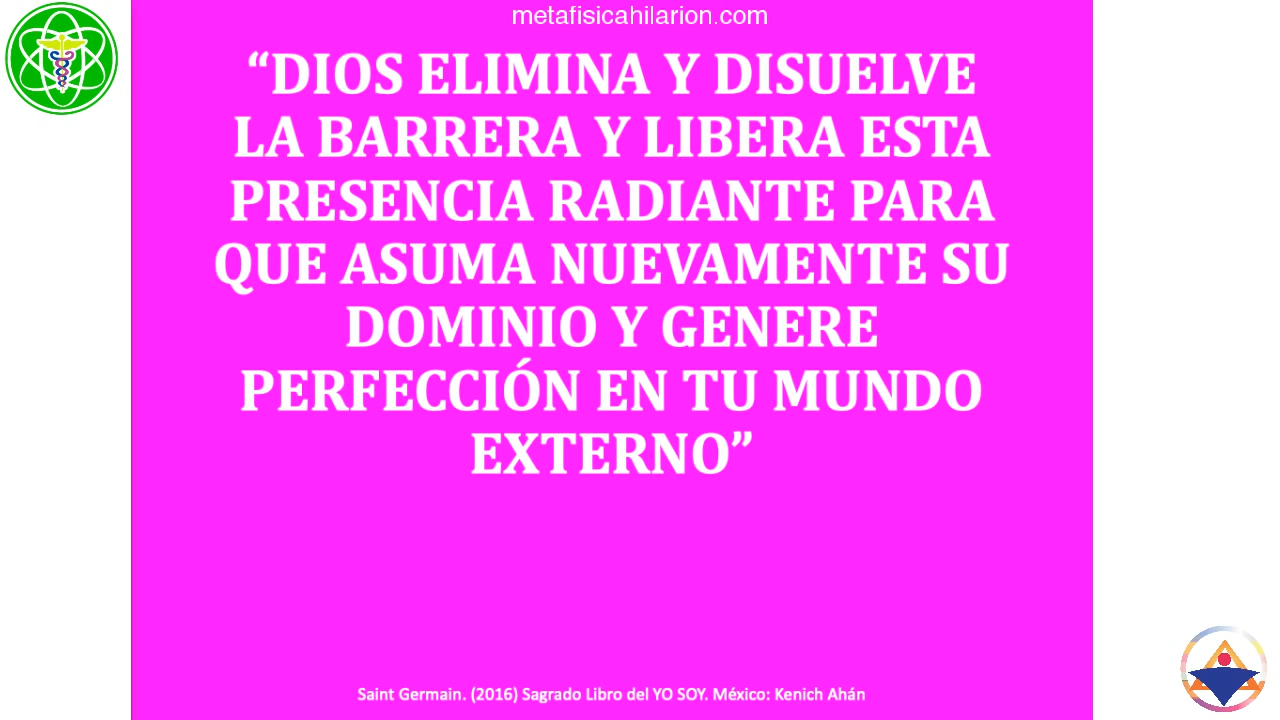 metafisicahilarion.com
“DIOS ELIMINA Y DISUELVE
LA BARRERA Y LIBERA ESTA
PRESENCIA RADIANTE PARA
QUE ASUMA NUEVAMENTE SU
DOMINIO Y GENERE
PERFECCIÓN EN TU MUNDO
EXTERNO”
Saint Germain. (2016) Sagrado Libro del YO SOY. México: Kenich Ahán